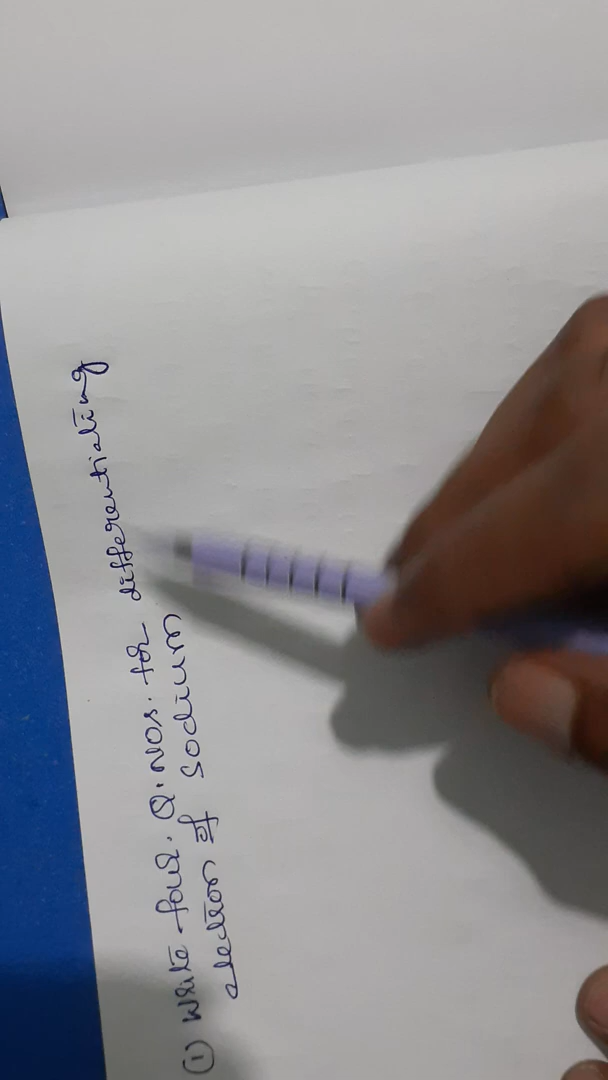 (1) Write four. Q. Nos. for differentiating
electron of sodium